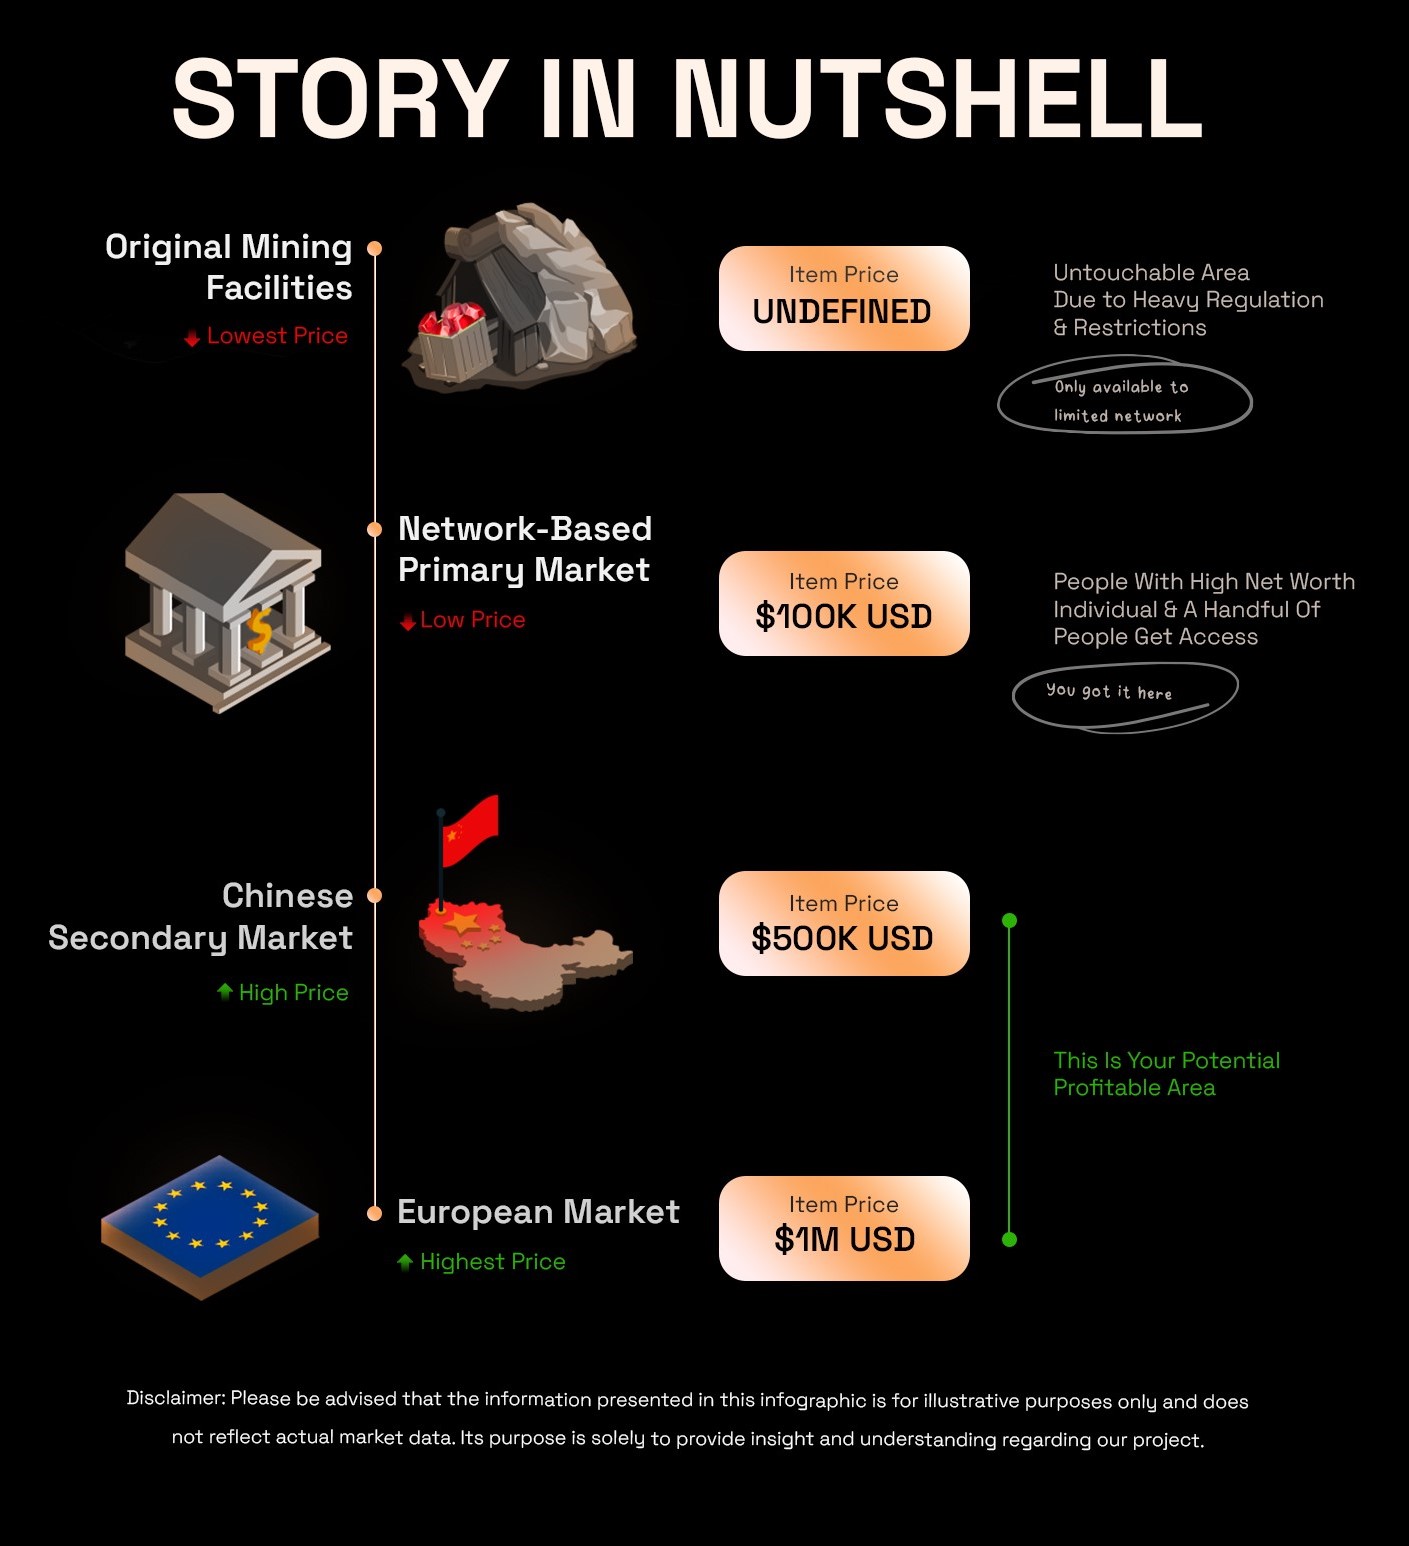 STORY IN NUTSHELL
Original Mining
Facilities
Lowest Price
Item Price
UNDEFINED
Untouchable Area
Due to Heavy Regulation
& Restrictions
Only available to
limited network
Network-Based
Primary Market
Low Price
Item Price
$100K USD
People With High Net Worth
Individual & A Handful Of
People Get Access
You got it here
Chinese
Secondary Market
High Price
Item Price
$500K USD
This Is Your Potential
Profitable Area
European Market
Highest Price
Item Price
$1M USD
Disclaimer: Please be advised that the information presented in this infographic is for illustrative purposes only and does
not reflect actual market data. Its purpose is solely to provide insight and understanding regarding our project.